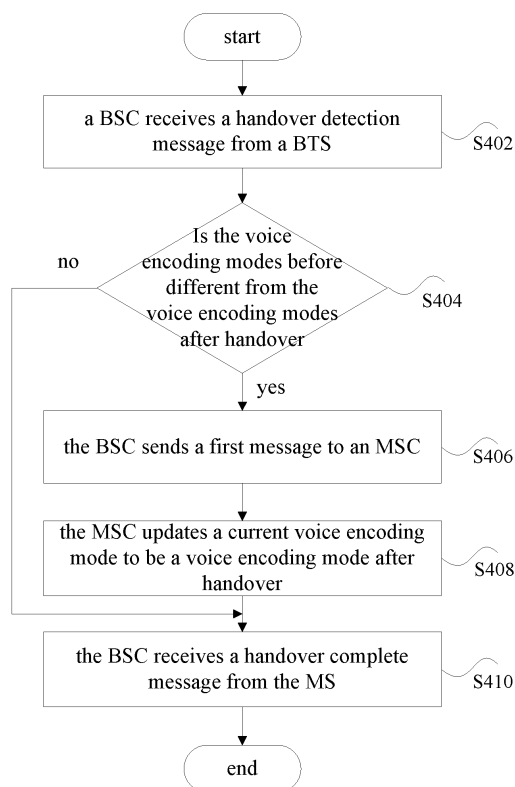 start
a BSC receives a handover detection
message from a BTS
S402
Is the voice
encoding modes before
different from the
voice encoding modes
after handover
no
S404
yes
the BSC sends a first message to an MSC
S406
the MSC updates a current voice encoding
mode to be a voice encoding mode after
handover
S408
the BSC receives a handover complete
message from the MS
S410
end